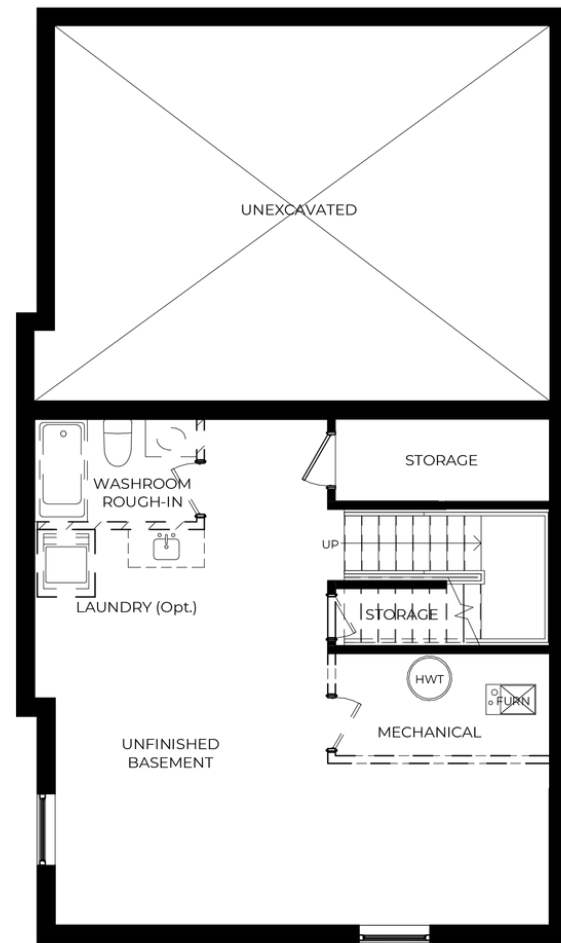 UNEXCAVATED
STORAGE
WASHROOM
ROUGH-IN
UP
LAUNDRY (Opt.)
STORAGE
HWT
FURN
MECHANICAL
UNFINISHED
BASEMENT